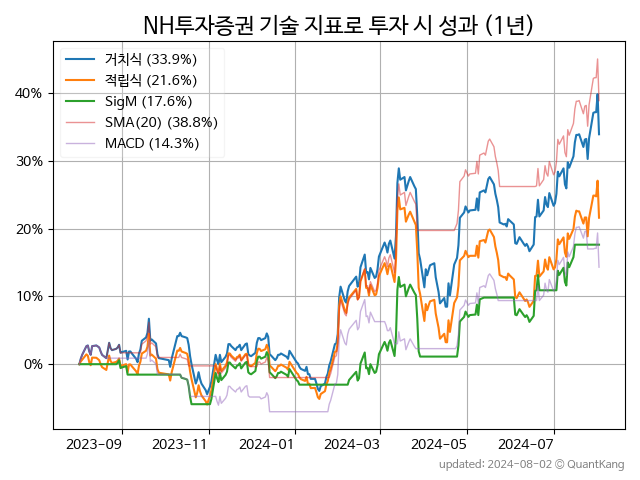 NH투자증권 기술 지표로 투자 시 성과 (1년)
거치식 (33.9%)
적립식 (21.6%)
SigM (17.6%)
SMA(20) (38.8%)
MACD (14.3%)
40%
30%
20%
10%
0%
2023-09
2023-11
2024-01
2024-03
2024-05
2024-07
updated: 2024-08-02 © QuantKang